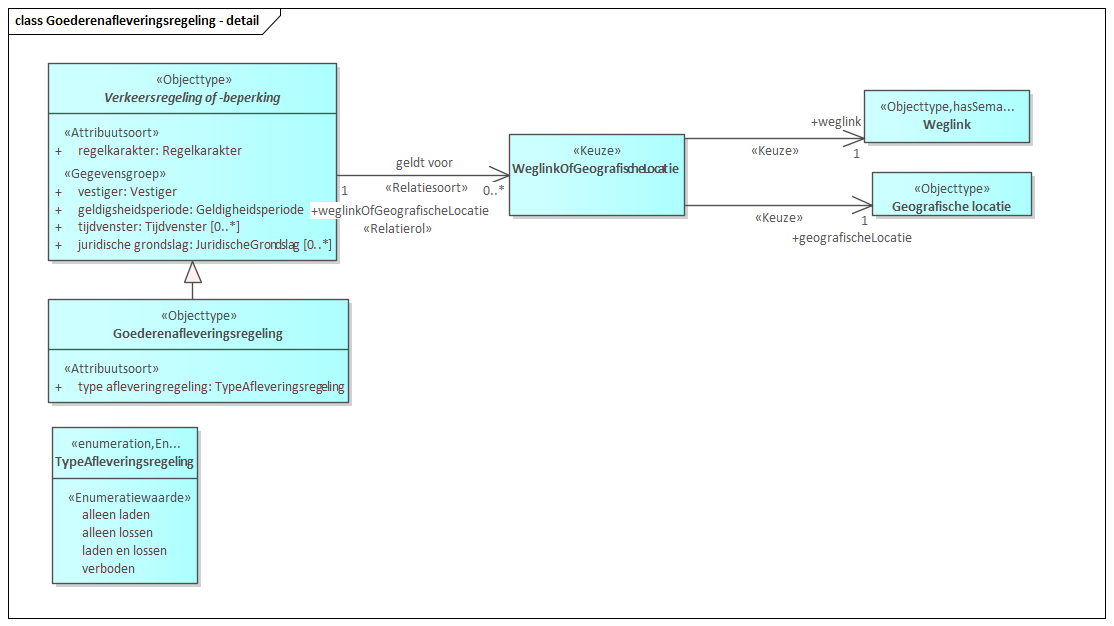 class Goederenafleveringsregeling - detail
«Objecttype»
Verkeersregeling of -beperking
«Attribuutsoort»
+ regelkarakter: Regelkarakter
«Gegevensgroep»
+ vestiger: Vestiger
+ geldigsheidsperiode: Geldigheidsperiode
+ tijdvenster: Tijdvenster [0..*]
+ juridische grondslag: JuridischeGrondslag [0..*]
geldt voor
1
«Relatiesoort»
0..*
+weglinkOfGeografischeLocatie
«Relatierol»
«Keuze»
WeglinkOfGeografischeLocatie
+weglink
«Keuze»
1
«Objecttype,hasSema...
Weglink
«Keuze»
1
+geografischeLocatie
«Objecttype»
Geografische locatie
«Objecttype»
Goederenafleveringsregeling
«Attribuutsoort»
+ type afleveringregeling: TypeAfleveringsregeling
«enumeration,En...
TypeAfleveringsregeling
«Enumeratiewaarde»
alleen laden
alleen lossen
laden en lossen
verboden